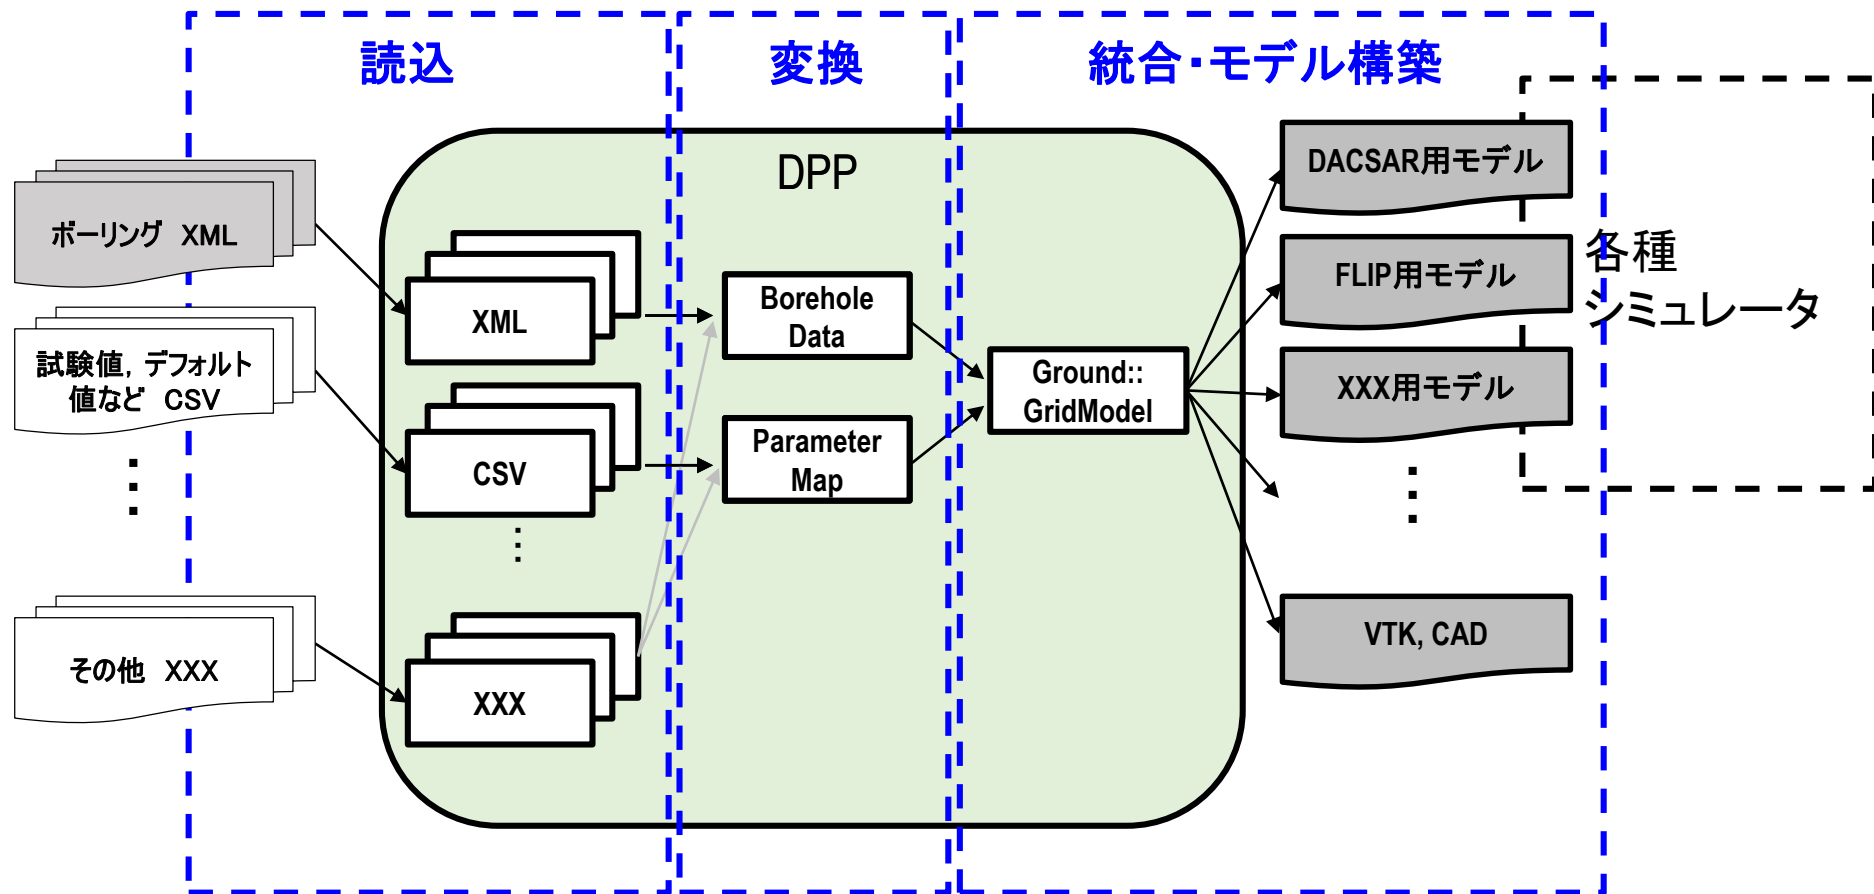 読込
変換
統合・モデル構築
DPP
ボーリング XML
試験値，デフォルト
値など CSV
その他 XXX
XML
CSV
XXX
Borehole
Data
Parameter
Map
Ground::
GridModel
DACSAR用モデル
FLIP用モデル
XXX用モデル
VTK, CAD
各種
シミュレータ